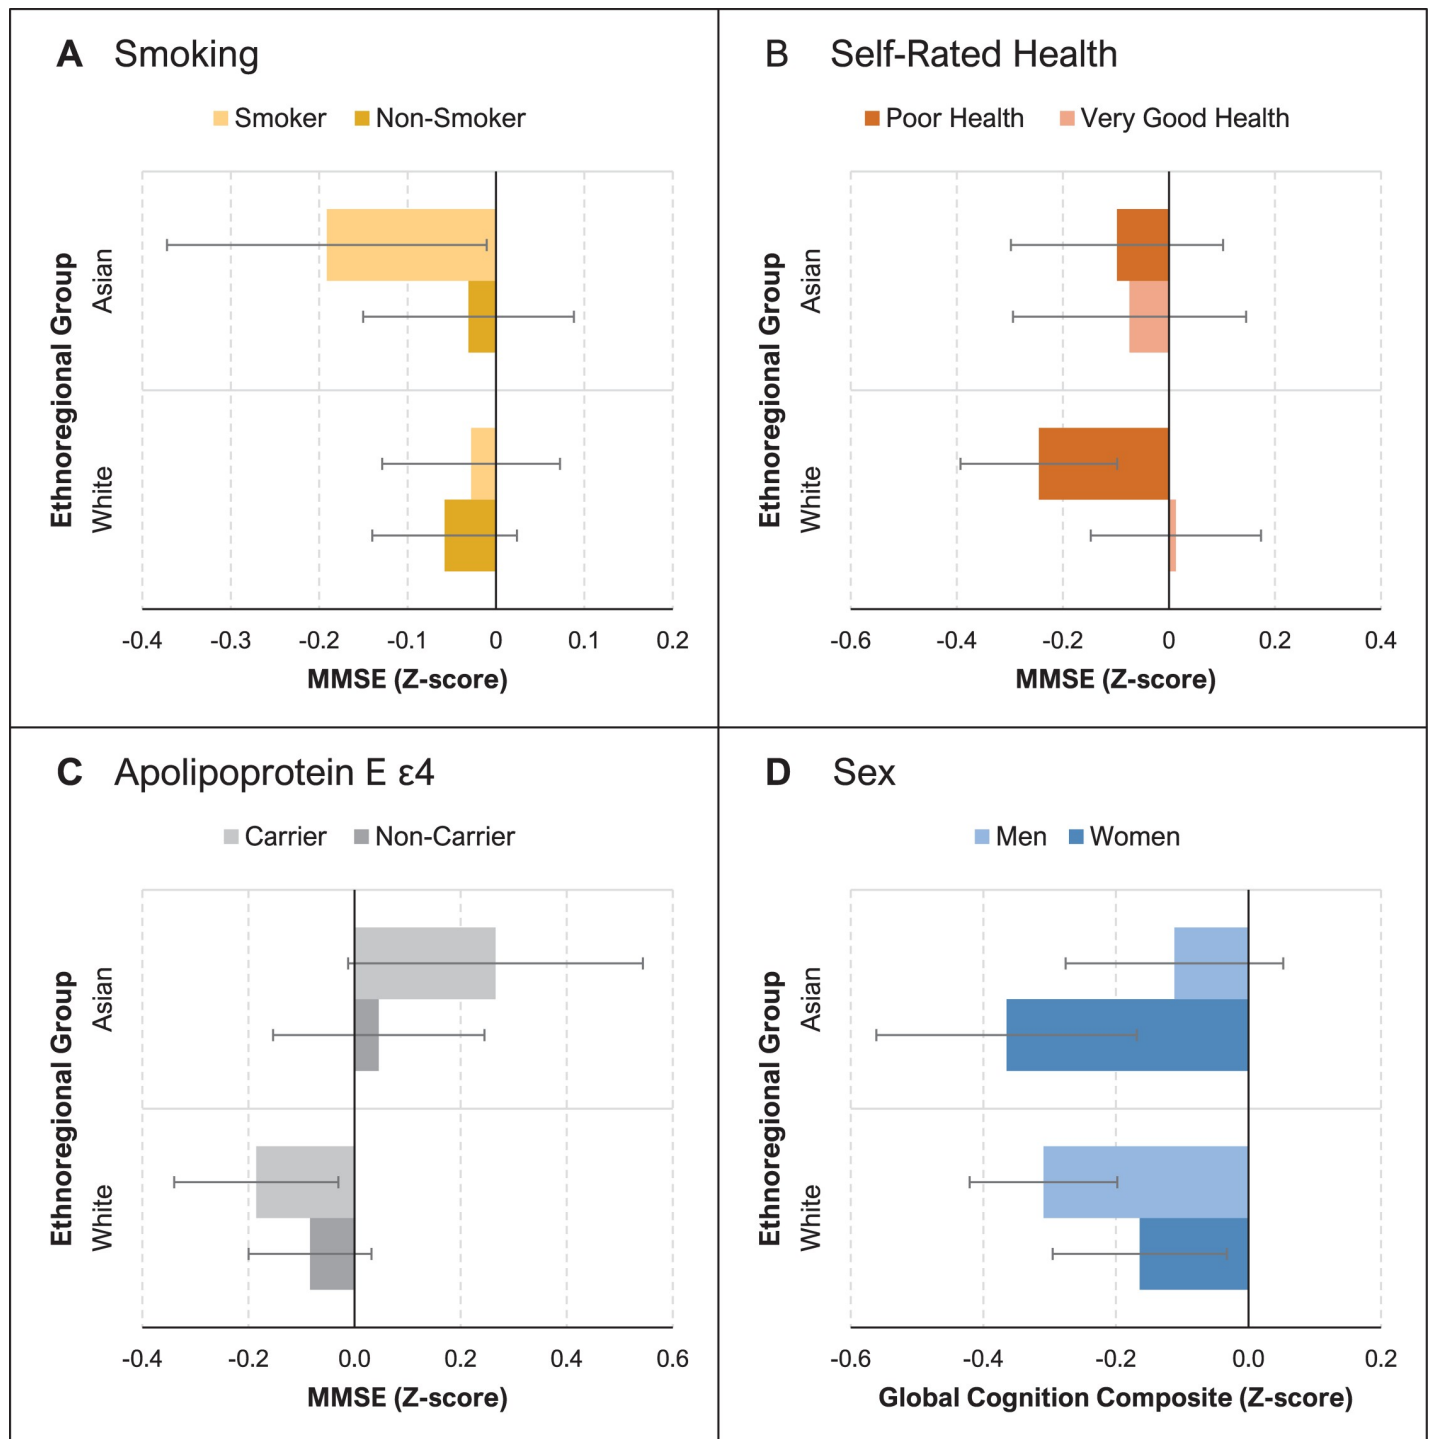 A Smoking
Smoker Non-Smoker
Ethnoregional Group
Asian
White
-0.4 -0.3 -0.2 -0.1 0 0.1 0.2
MMSE (Z-score)
B Self-Rated Health
Poor Health Very Good Health
Ethnoregional Group
Asian
White
-0.6 -0.4 -0.2 0 0.2 0.4
MMSE (Z-score)
C Apolipoprotein E ε4
Carrier Non-Carrier
Ethnoregional Group
Asian
White
-0.4 -0.2 0.0 0.2 0.4 0.6
MMSE (Z-score)
D Sex
Men Women
Ethnoregional Group
Asian
White
-0.6 -0.4 -0.2 0.0 0.2
Global Cognition Composite (Z-score)